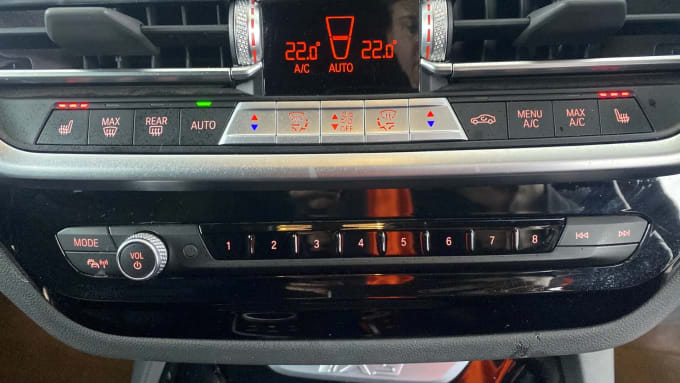 22.0° 22.0°
A/C AUTO
MAX REAR AUTO OFF MENU A/C MAX A/C
MODE VOL 1 2 3 4 5 6 7 8